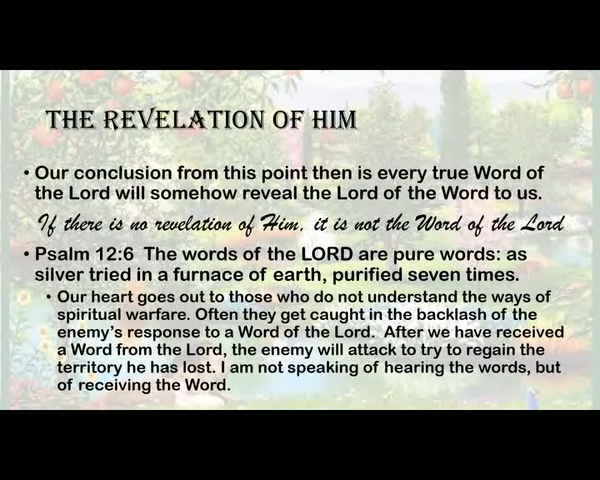 THE REVELATION OF HIM
• Our conclusion from this point then is every true Word of
the Lord will somehow reveal the Lord of the Word to us.
If there is no revelation of Him, it is not the Word of the Lord
• Psalm 12:6 The words of the LORD are pure words: as
silver tried in a furnace of earth, purified seven times.
• Our heart goes out to those who do not understand the ways of
spiritual warfare. Often they get caught in the backlash of the
enemy's response to a Word of the Lord. After we have received
a Word from the Lord, the enemy will attack to try to regain the
territory he has lost. I am not speaking of hearing the words, but
of receiving the Word.